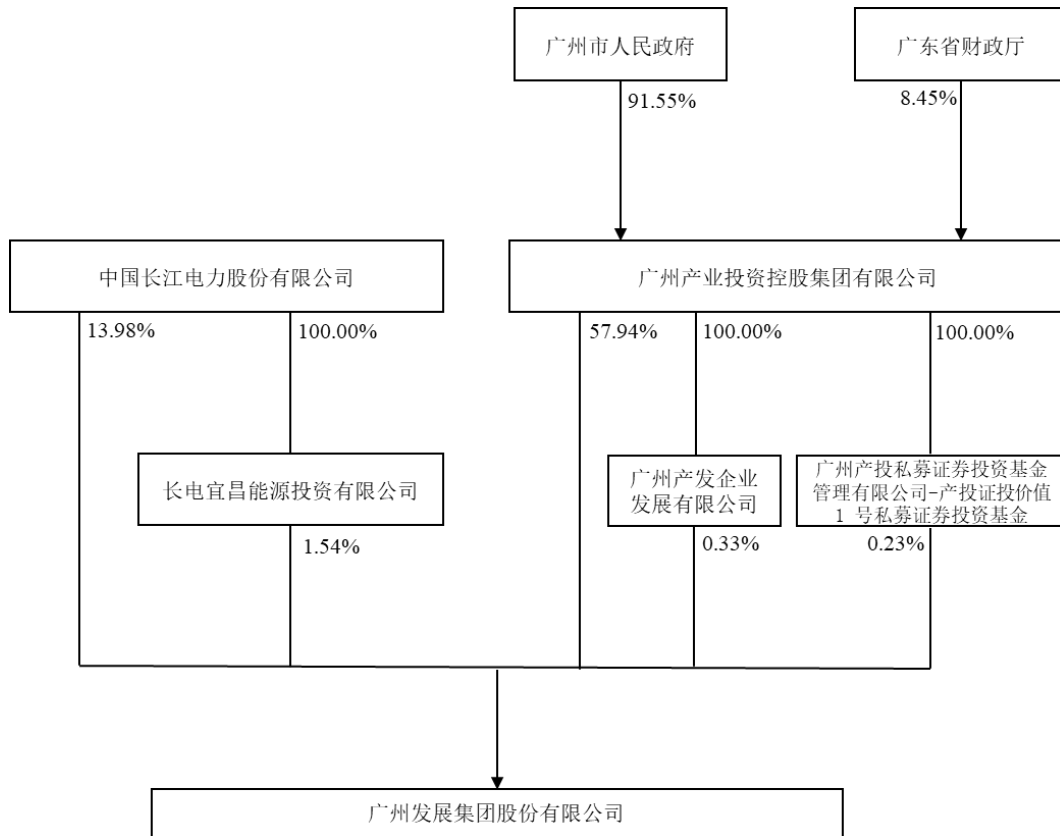 广州市人民政府
广东省财政厅
91.55%
8.45%
中国长江电力股份有限公司
广州产业投资控股集团有限公司
13.98%
100.00%
57.94%
100.00%
100.00%
长电宜昌能源投资有限公司
广州产发企业
发展有限公司
广州产投私募证券投资基金
管理有限公司-产投证投价值
1 号私募证券投资基金
1.54%
0.33%
0.23%
广州发展集团股份有限公司